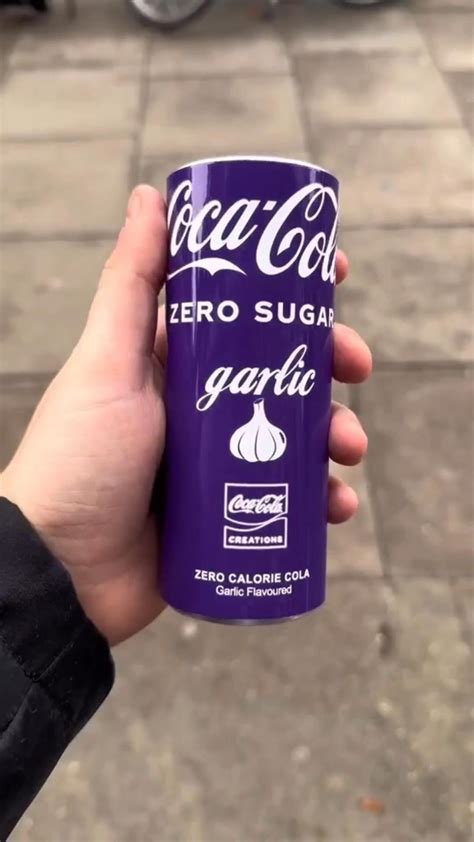 Coca-Cola
ZERO SUGAR
garlic
Coca-Cola
CREATIONS
ZERO CALORIE COLA
Garlic Flavoured